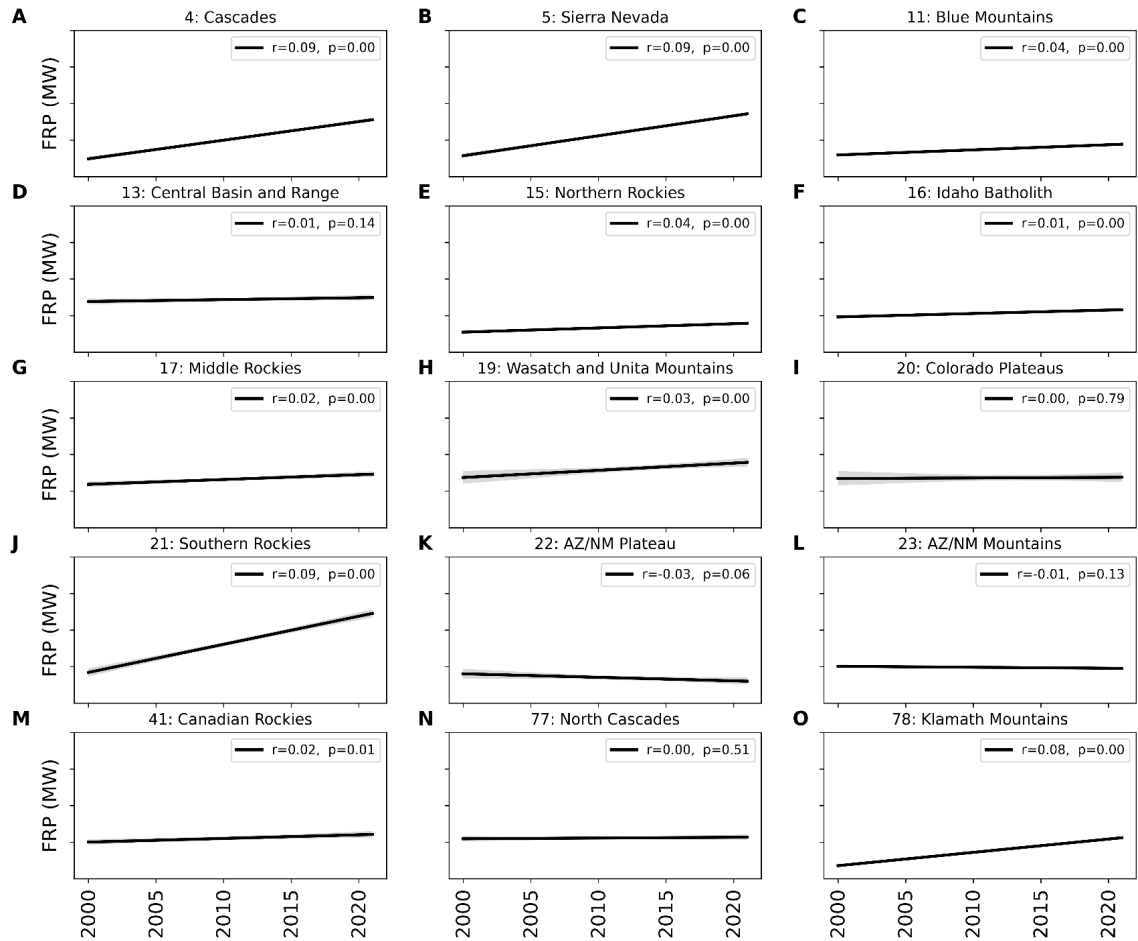 A 4: Cascades
r=0.09, p=0.00
FRP (MW)
B 5: Sierra Nevada
r=0.09, p=0.00
C 11: Blue Mountains
r=0.04, p=0.00
D 13: Central Basin and Range
r=0.01, p=0.14
FRP (MW)
E 15: Northern Rockies
r=0.04, p=0.00
F 16: Idaho Batholith
r=0.01, p=0.00
G 17: Middle Rockies
r=0.02, p=0.00
FRP (MW)
H 19: Wasatch and Unita Mountains
r=0.03, p=0.00
I 20: Colorado Plateaus
r=0.00, p=0.79
J 21: Southern Rockies
r=0.09, p=0.00
FRP (MW)
K 22: AZ/NM Plateau
r=-0.03, p=0.06
L 23: AZ/NM Mountains
r=-0.01, p=0.13
M 41: Canadian Rockies
r=0.02, p=0.01
FRP (MW)
2000 2005 2010 2015 2020
N 77: North Cascades
r=0.00, p=0.51
2000 2005 2010 2015 2020
O 78: Klamath Mountains
r=0.08, p=0.00
2000 2005 2010 2015 2020